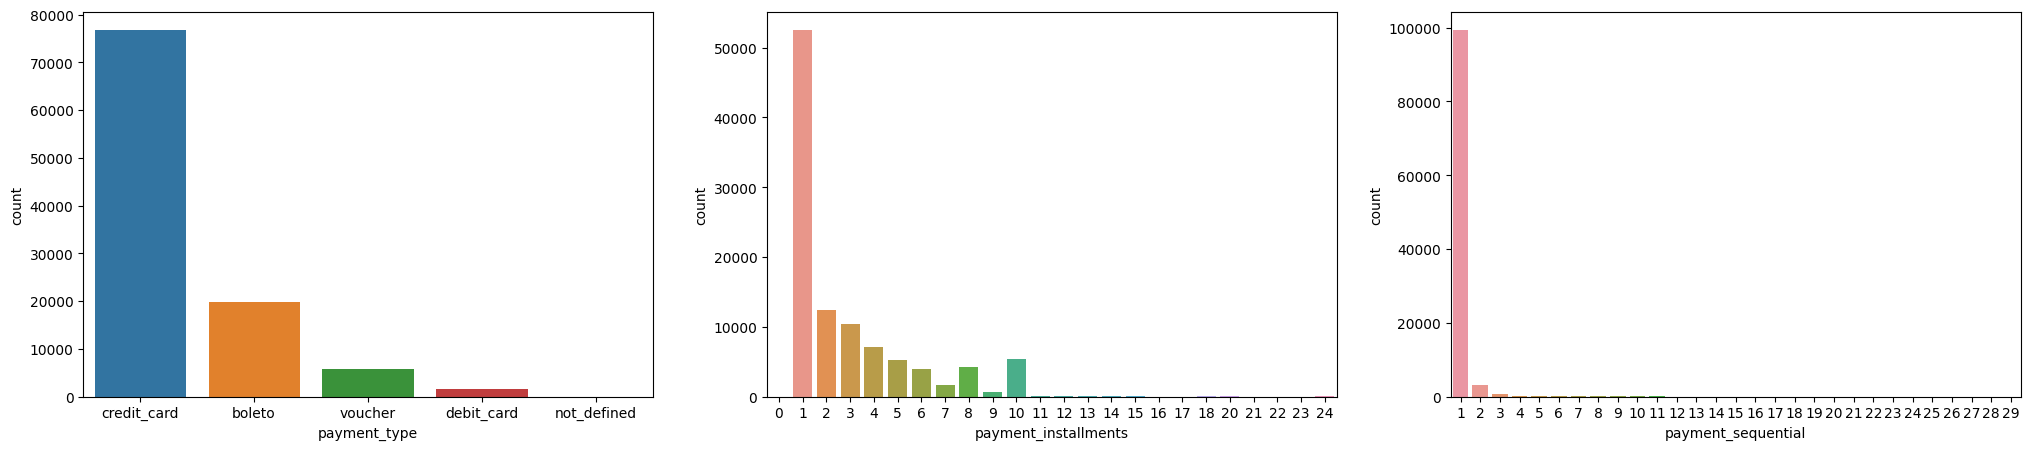 80000
70000
60000
50000
40000
30000
20000
10000
0
count
credit_card boleto voucher debit_card not_defined
payment_type
50000
40000
30000
20000
10000
0
count
0 1 2 3 4 5 6 7 8 9 10 11 12 13 14 15 16 17 18 20 21 22 23 24
payment_installments
100000
80000
60000
40000
20000
0
count
1 2 3 4 5 6 7 8 9 10 11 12 13 14 15 16 17 18 19 20 21 22 23 24 25 26 27 28 29
payment_sequential